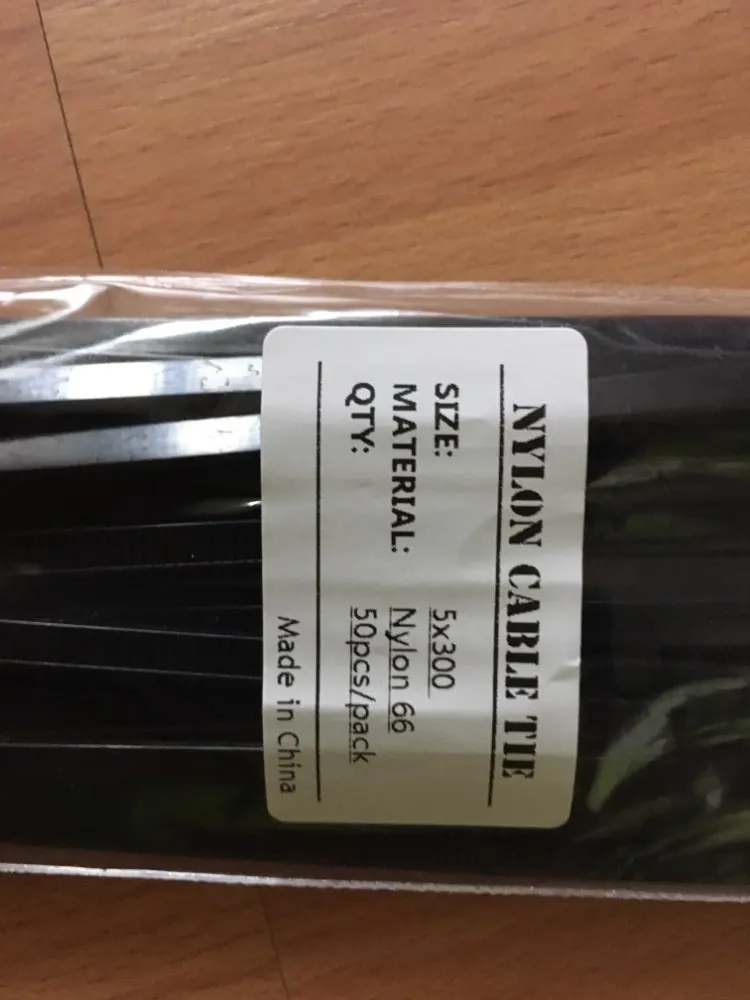 NYLON CABLE TIE
SIZE: 5x300
MATERIAL: Nylon 66
QTY: 50pcs/pack
Made in China